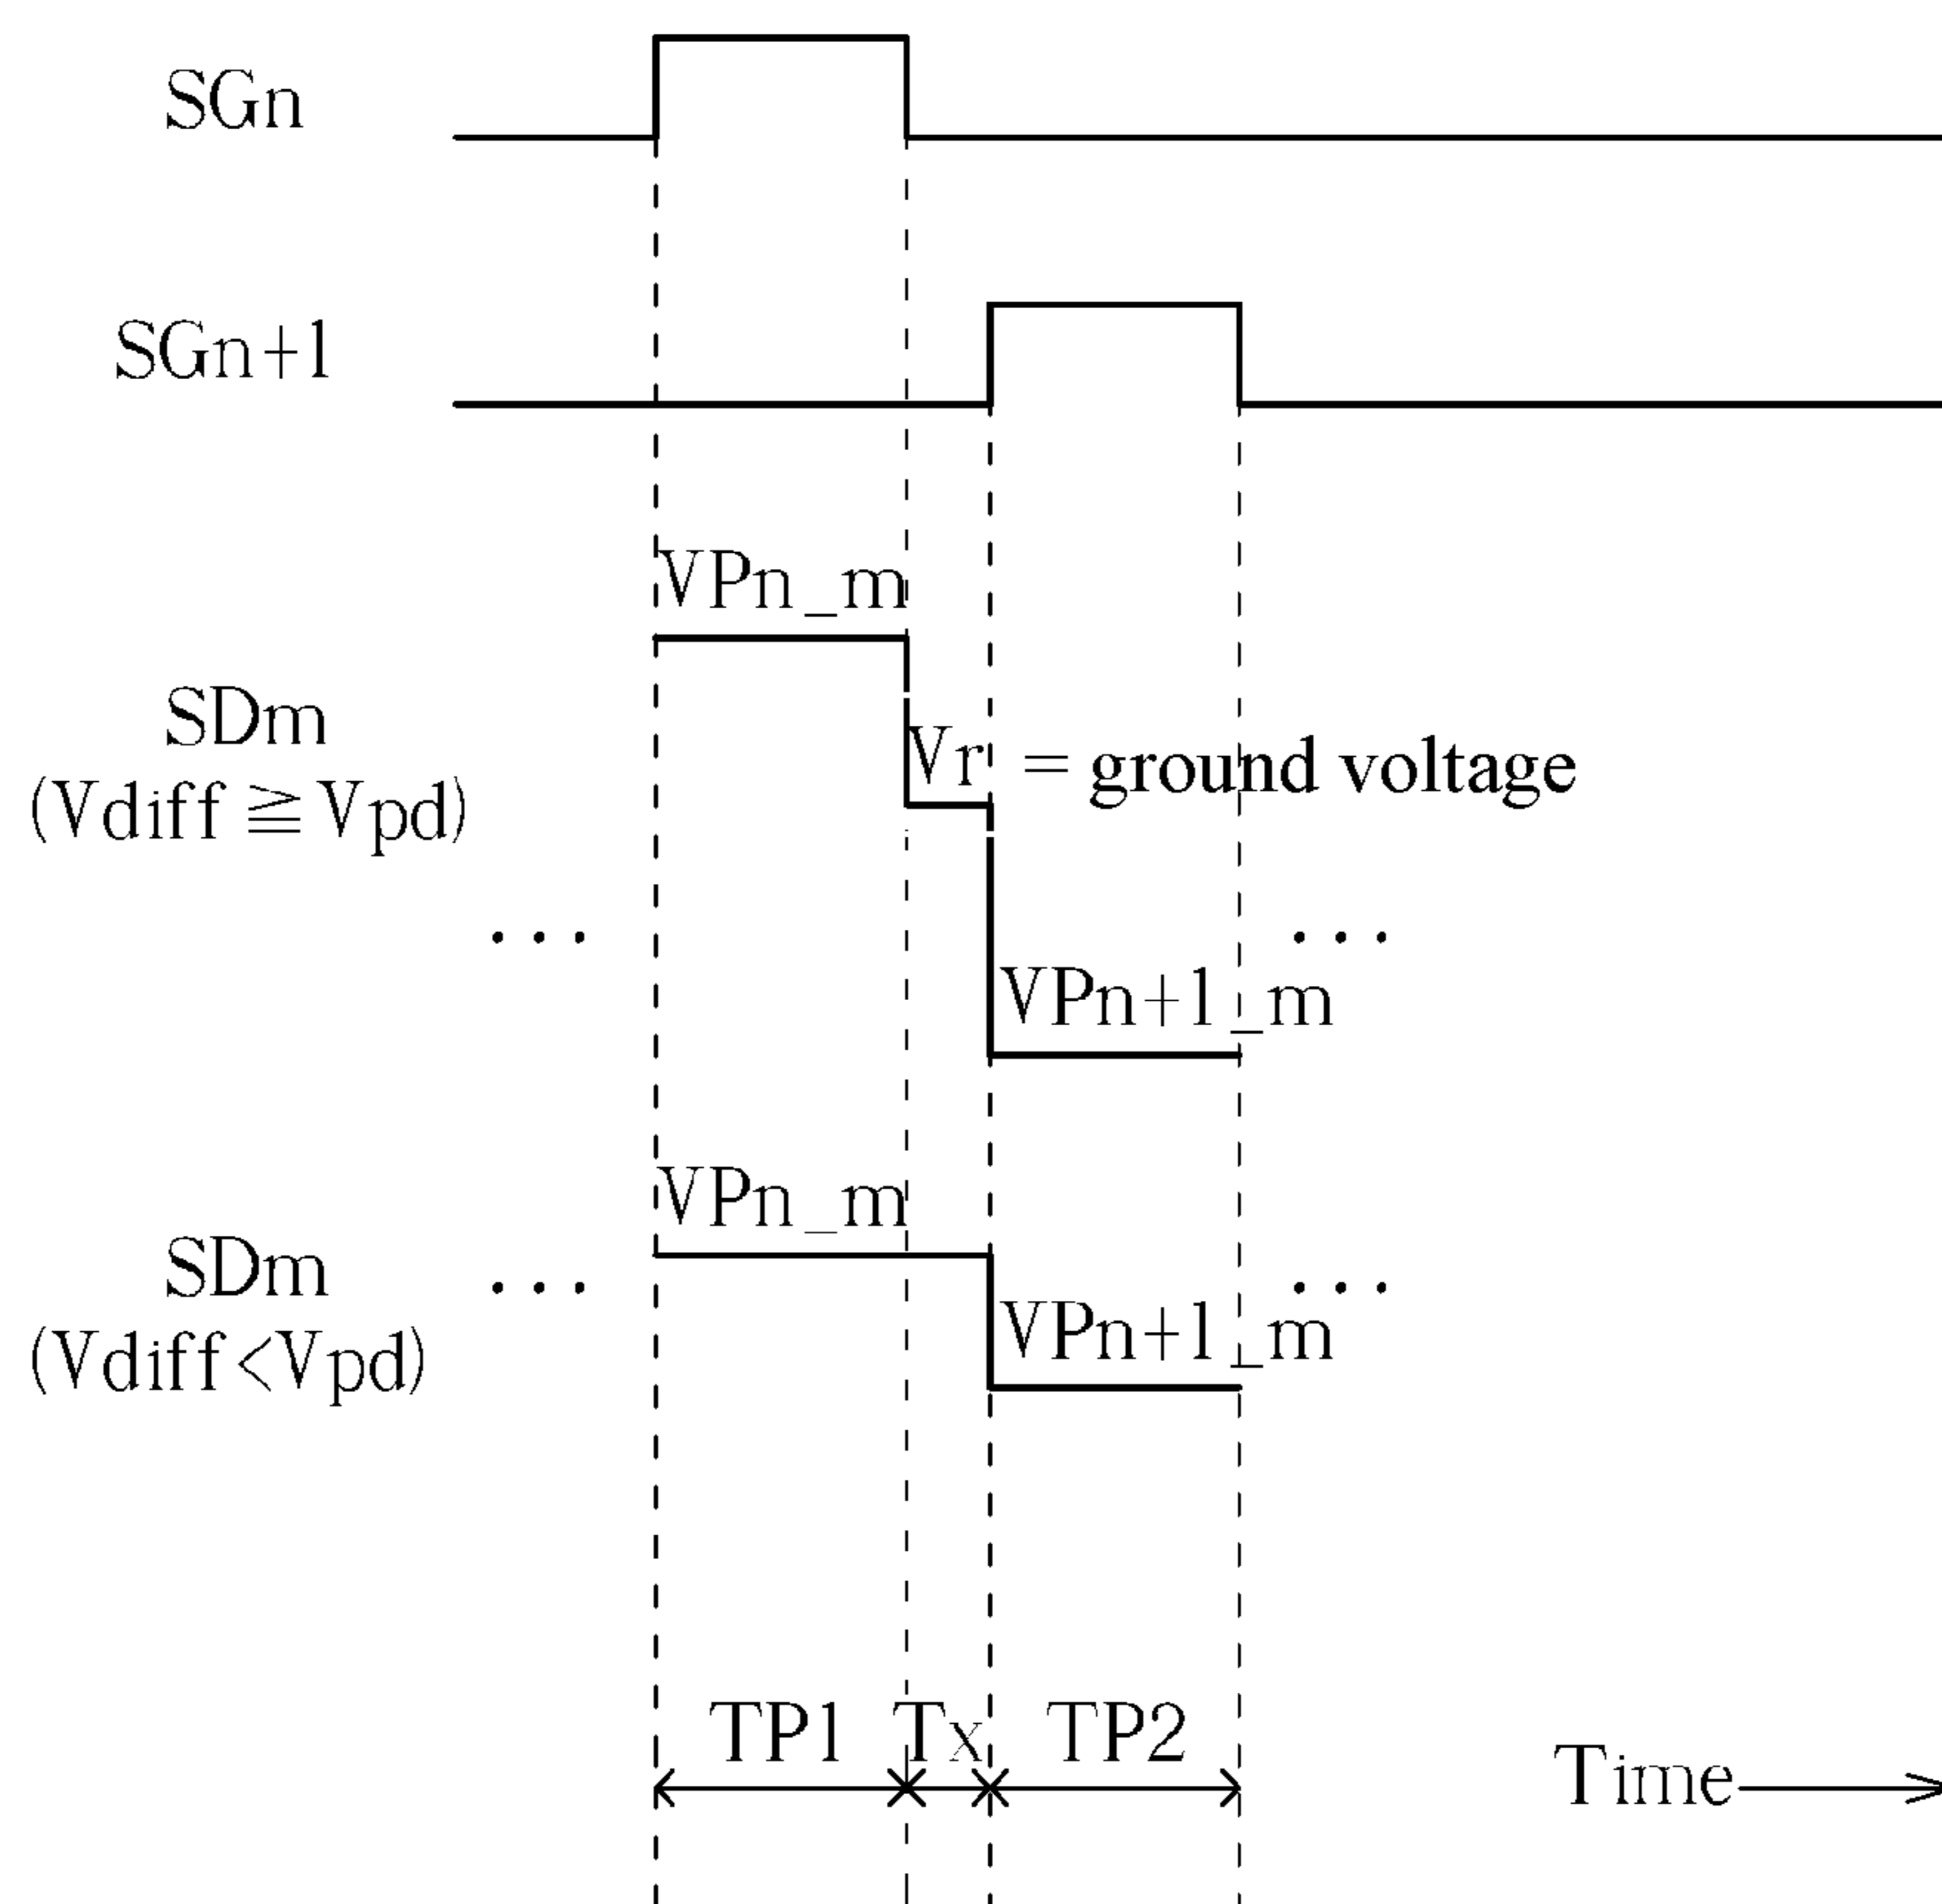 SGn
SGn+1
VPn_m
SDm
(Vdiff≧Vpd)
Vr = ground voltage
...
...
VPn+1_m
VPn_m
SDm
(Vdiff<Vpd)
...
...
VPn+1_m
TP1 Tx TP2
Time